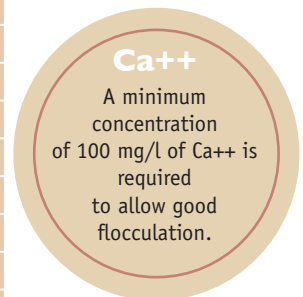 Ca++
A minimum
concentration
of 100 mg/l of Ca++ is
required
to allow good
flocculation.